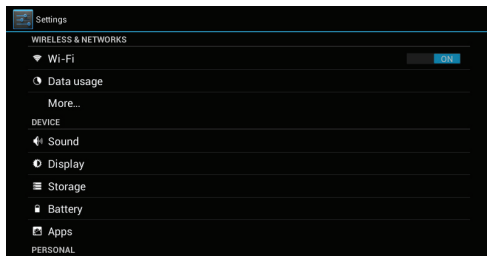 Settings
WIRELESS & NETWORKS
Wi-Fi ON
Data usage
More...
DEVICE
Sound
Display
Storage
Battery
Apps
PERSONAL